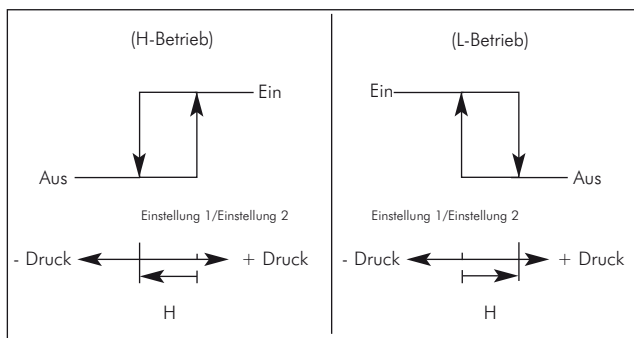 (H-Betrieb)
Ein
Aus
Einstellung 1/Einstellung 2
- Druck
+ Druck
H
(L-Betrieb)
Ein
Aus
Einstellung 1/Einstellung 2
- Druck
+ Druck
H